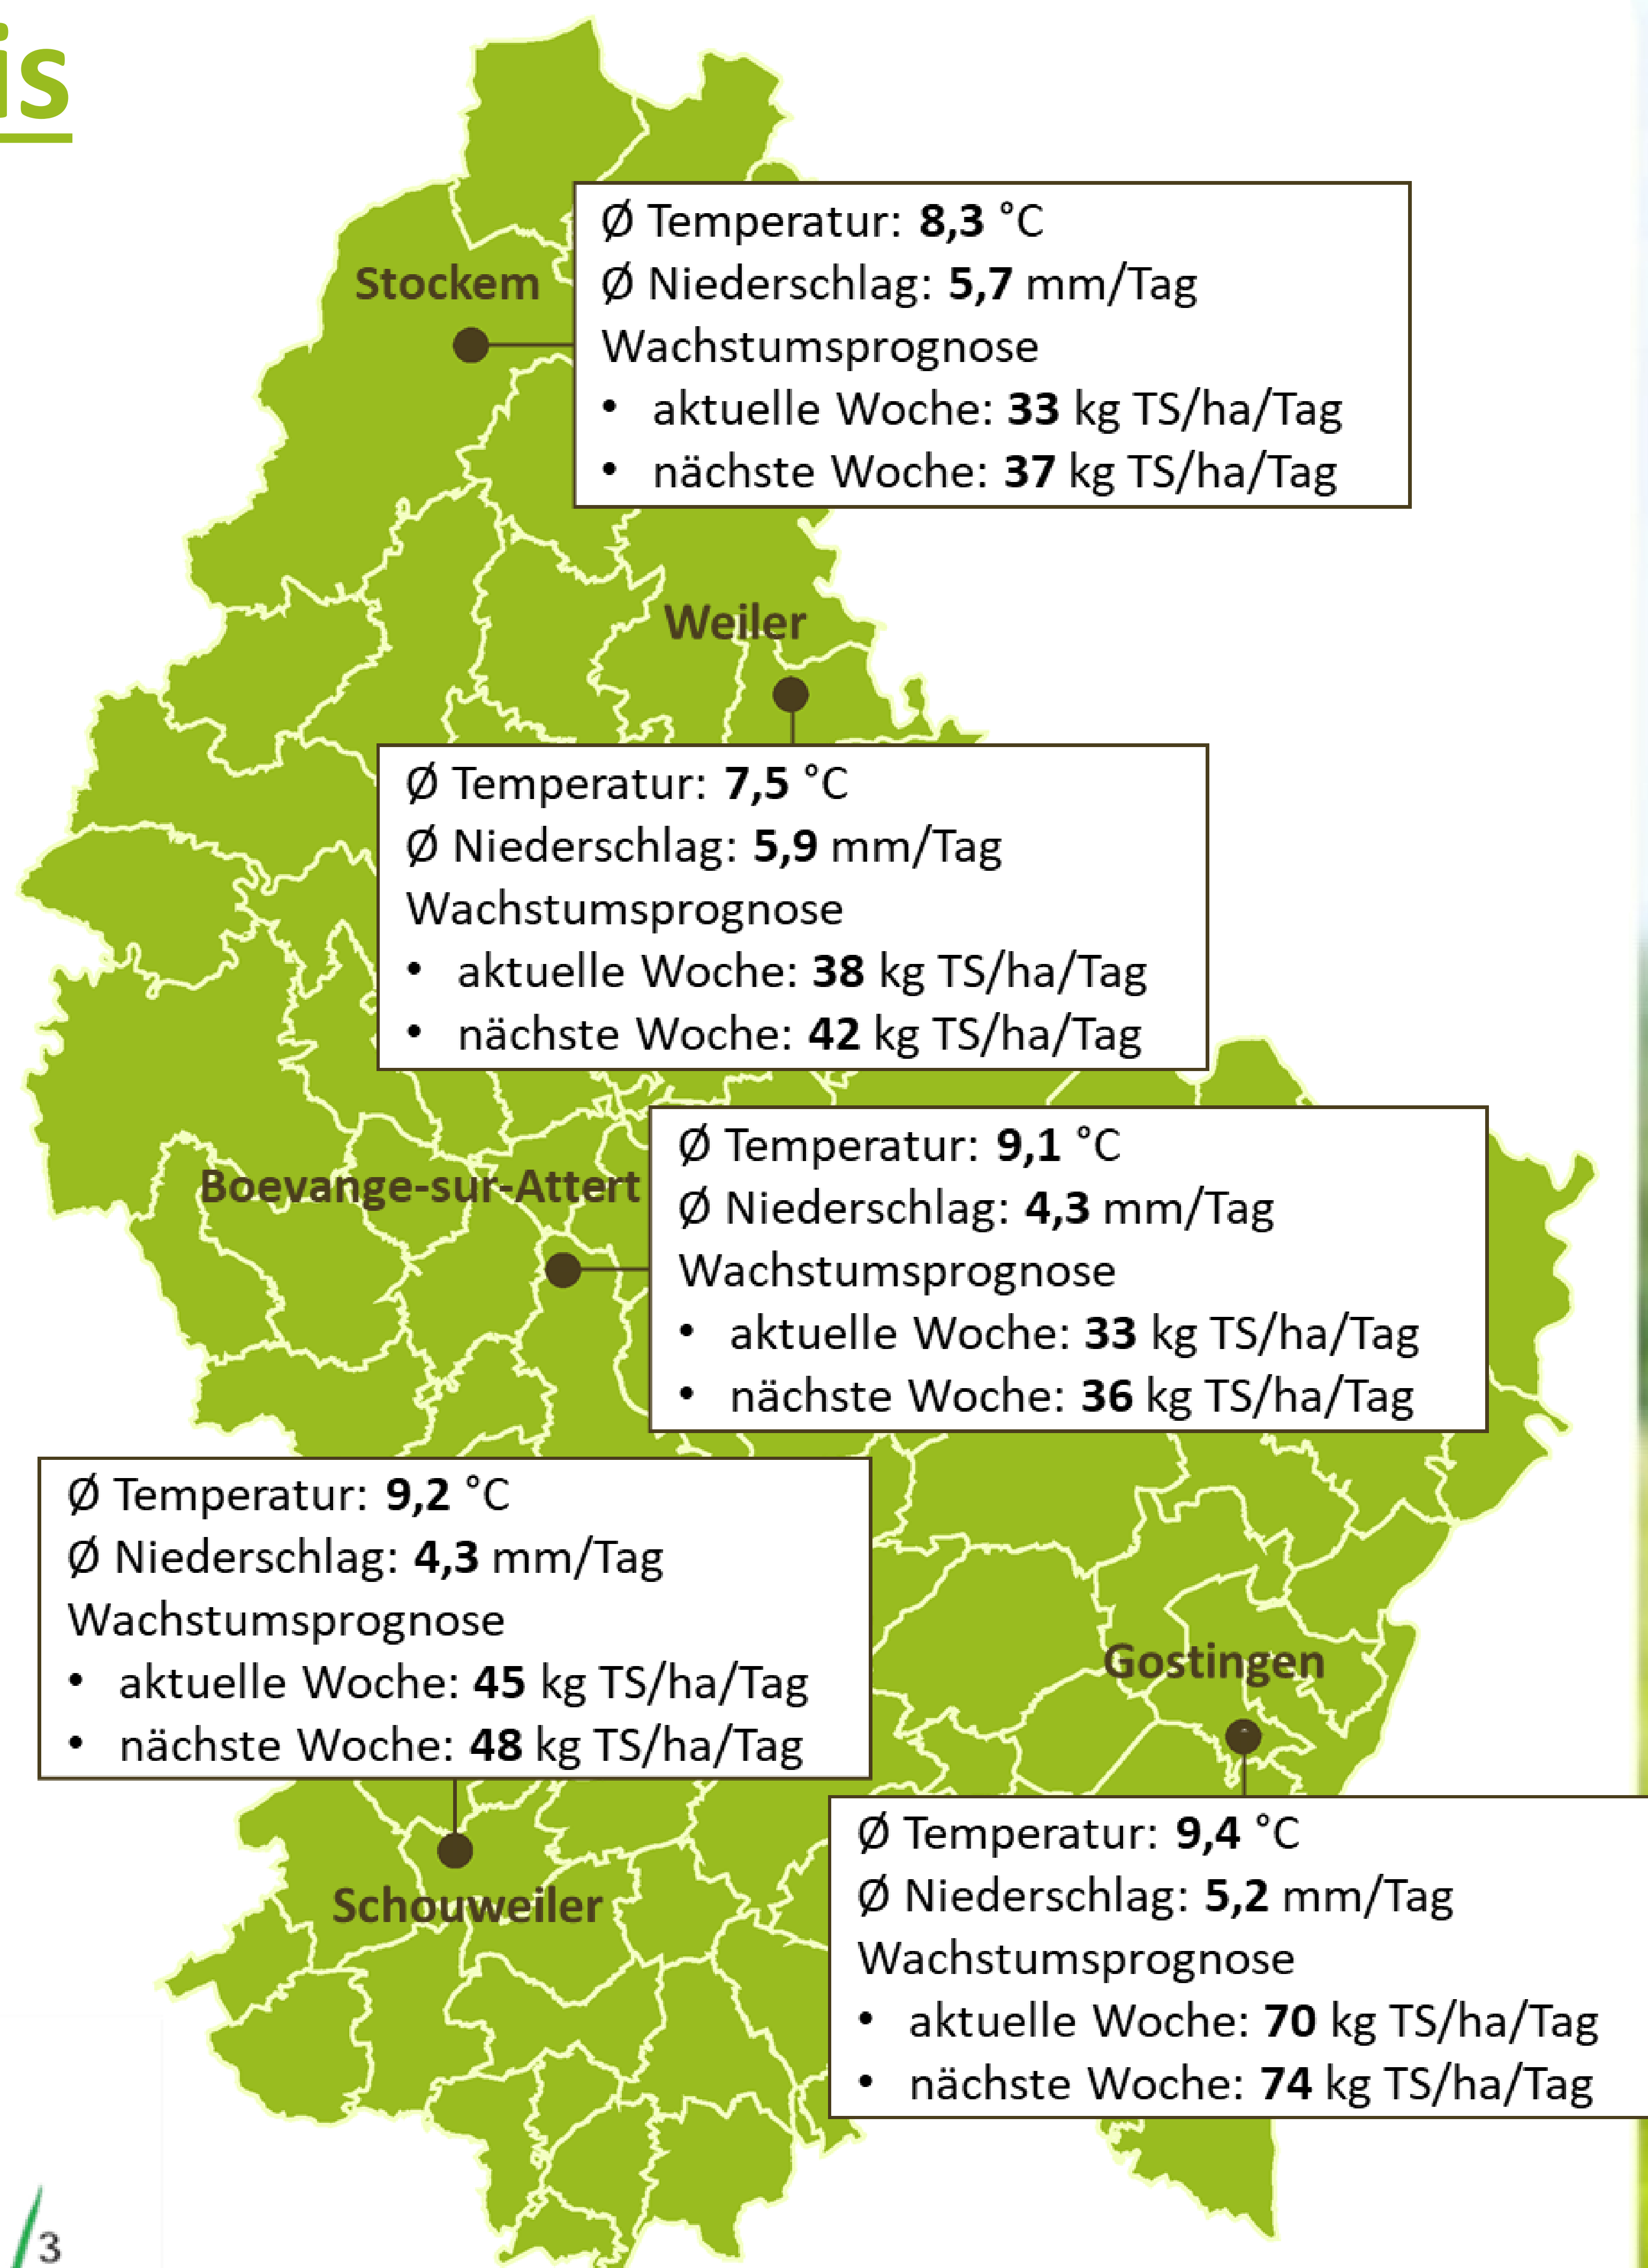 is
Stockem
Ø Temperatur: 8,3 °C
Ø Niederschlag: 5,7 mm/Tag
Wachstumsprognose
• aktuelle Woche: 33 kg TS/ha/Tag
• nächste Woche: 37 kg TS/ha/Tag
Weiler
Ø Temperatur: 7,5 °C
Ø Niederschlag: 5,9 mm/Tag
Wachstumsprognose
• aktuelle Woche: 38 kg TS/ha/Tag
• nächste Woche: 42 kg TS/ha/Tag
Boevange-sur-Attert
Ø Temperatur: 9,1 °C
Ø Niederschlag: 4,3 mm/Tag
Wachstumsprognose
• aktuelle Woche: 33 kg TS/ha/Tag
• nächste Woche: 36 kg TS/ha/Tag
Ø Temperatur: 9,2 °C
Ø Niederschlag: 4,3 mm/Tag
Wachstumsprognose
• aktuelle Woche: 45 kg TS/ha/Tag
• nächste Woche: 48 kg TS/ha/Tag
Schouweiler
Gostingen
Ø Temperatur: 9,4 °C
Ø Niederschlag: 5,2 mm/Tag
Wachstumsprognose
• aktuelle Woche: 70 kg TS/ha/Tag
• nächste Woche: 74 kg TS/ha/Tag
3